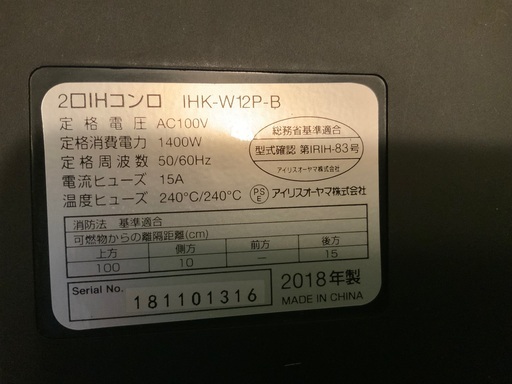 2口IHコンロ IHK-W12P-B
定格電圧 AC100V
定格消費電力 1400W
定格周波数 50/60Hz
電流ヒューズ 15A
温度ヒューズ 240°C/240°C
総務省基準適合
型式確認 第IRIH-83号
アイリスオーヤマ株式会社
PSE アイリスオーヤマ株式会社
消防法 基準適合
可燃物からの離隔距離(cm)
上方 側方 前方 後方
100 10 — 15
Serial No. 181101316
2018年製
MADE IN CHINA